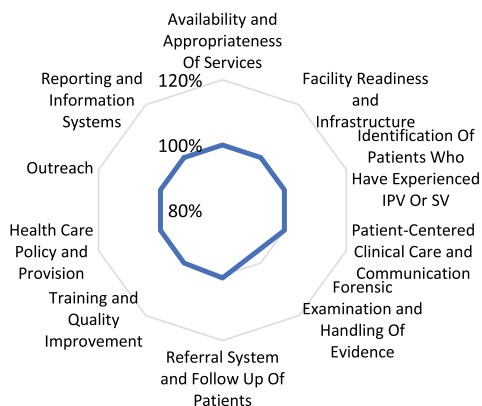 Availability and
Appropriateness
Of Services
120%
100%
80%
Facility Readiness
and
Infrastructure
Identification Of
Patients Who
Have Experienced
IPV Or SV
Patient-Centered
Clinical Care and
Communication
Forensic
Examination and
Handling Of
Evidence
Referral System
and Follow Up Of
Patients
Training and
Quality
Improvement
Health Care
Policy and
Provision
Outreach
Reporting and
Information
Systems